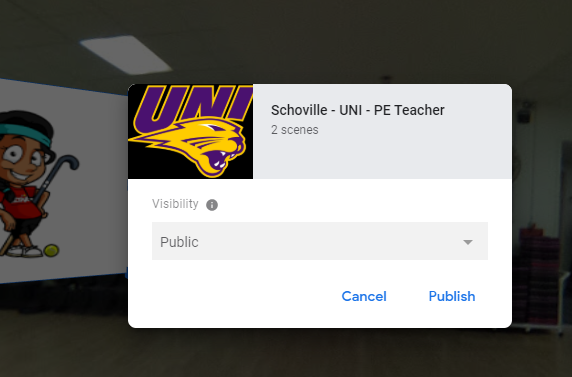 UNI
Schoville - UNI - PE Teacher
2 scenes
Visibility
Public
Cancel
Publish